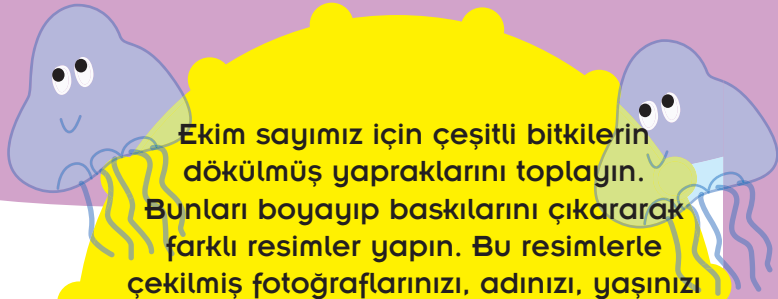 Ekim sayımız için çeşitli bitkilerin
dökülmüş yapraklarını toplayın.
Bunları boyayıp baskılarını çıkararak
farklı resimler yapın. Bu resimlerle
çekilmiş fotoğraflarınızı, adınızı, yaşınızı